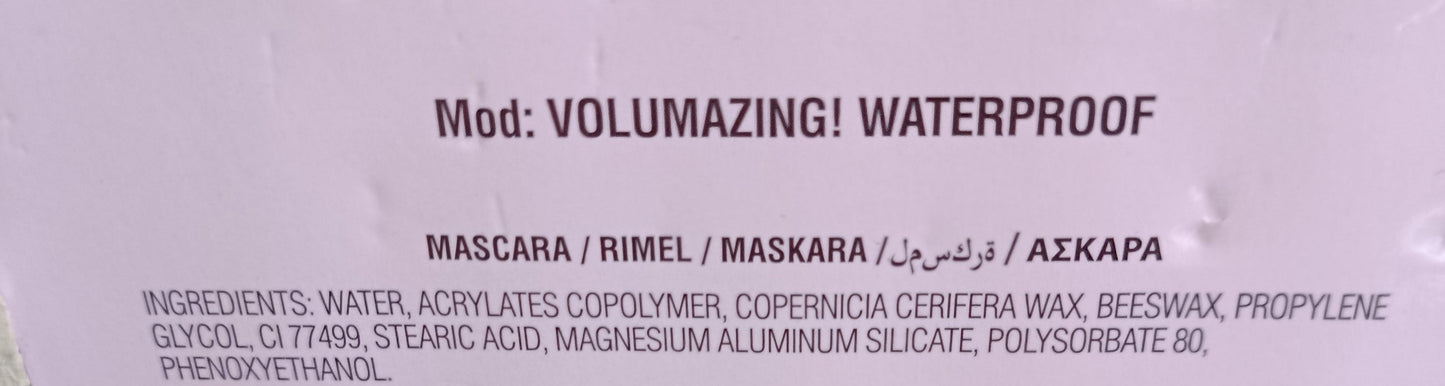 Mod: VOLUMAZING! WATERPROOF
MASCARA / RIMEL / MASKARA /ةركسمل / ΑΣΚΑΡΑ
INGREDIENTS: WATER, ACRYLATES COPOLYMER, COPERNICIA CERIFERA WAX, BEESWAX, PROPYLENE
GLYCOL, CI 77499, STEARIC ACID, MAGNESIUM ALUMINUM SILICATE, POLYSORBATE 80,
PHENOXYETHANOL.